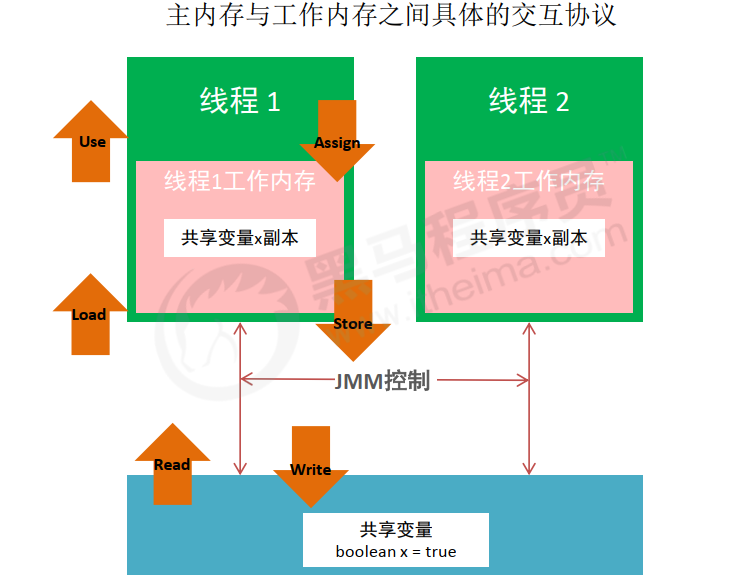 主内存与工作内存之间具体的交互协议
线程 1
线程 2
Use
Assign
线程1工作内存
线程2工作内存
共享变量x副本
共享变量x副本
黑马程序员
www.itheima.com
Load
Store
JMM控制
Read
Write
共享变量
boolean x = true